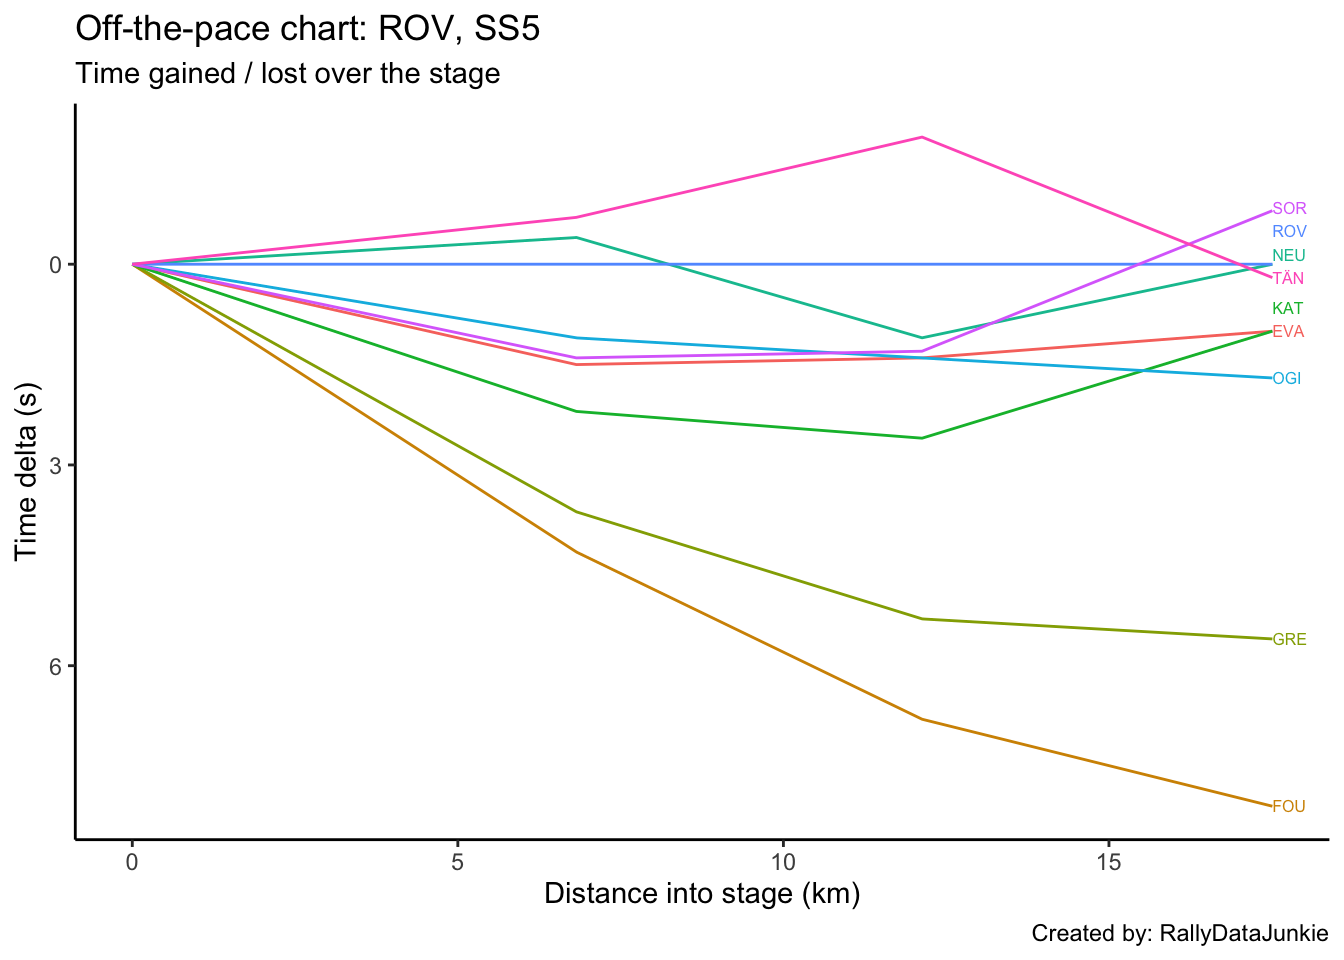 Off-the-pace chart: ROV, SS5
Time gained / lost over the stage
Time delta (s)
0
3
6
SOR
ROV
NEU
TÄN
KAT
EVA
OGI
GRE
FOU
0 5 10 15
Distance into stage (km)
Created by: RallyDataJunkie